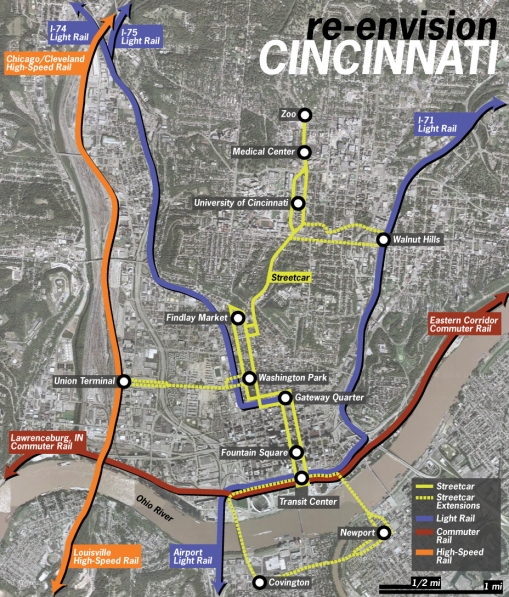 re-envision
CINCINNATI
I-74
Light Rail
I-75
Light Rail
Chicago/Cleveland
High-Speed Rail
Zoo
I-71
Light Rail
Medical Center
University of Cincinnati
Walnut Hills
Streetcar
Findlay Market
Eastern Corridor
Commuter Rail
Union Terminal
Washington Park
Gateway Quarter
Lawrenceburg, IN
Commuter Rail
Fountain Square
Transit Center
Ohio River
Newport
Louisville
High-Speed Rail
Airport
Light Rail
Covington
Streetcar
Streetcar
Extensions
Light Rail
Commuter
Rail
High-Speed
Rail
1/2 mi
1 mi